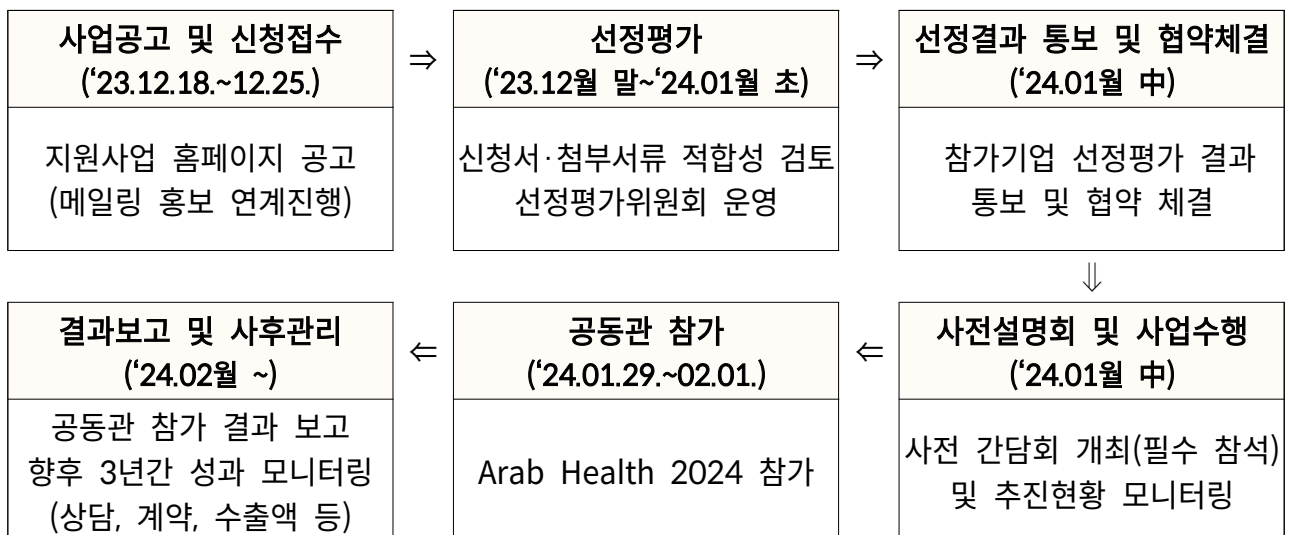 사업공고 및 신청접수
(‘23.12.18.~12.25.)
지원사업 홈페이지 공고
(메일링 홍보 연계진행)
⇒
선정평가
(‘23.12월 말~‘24.01월 초)
신청서·첨부서류 적합성 검토
선정평가위원회 운영
⇒
선정결과 통보 및 협약체결
(‘24.01월 中)
참가기업 선정평가 결과
통보 및 협약 체결
⇓
사전설명회 및 사업수행
(‘24.01월 中)
사전 간담회 개최(필수 참석)
및 추진현황 모니터링
⇐
공동관 참가
(‘24.01.29.~02.01.)
Arab Health 2024 참가
⇐
결과보고 및 사후관리
(‘24.02월 ~)
공동관 참가 결과 보고
향후 3년간 성과 모니터링
(상담, 계약, 수출액 등)